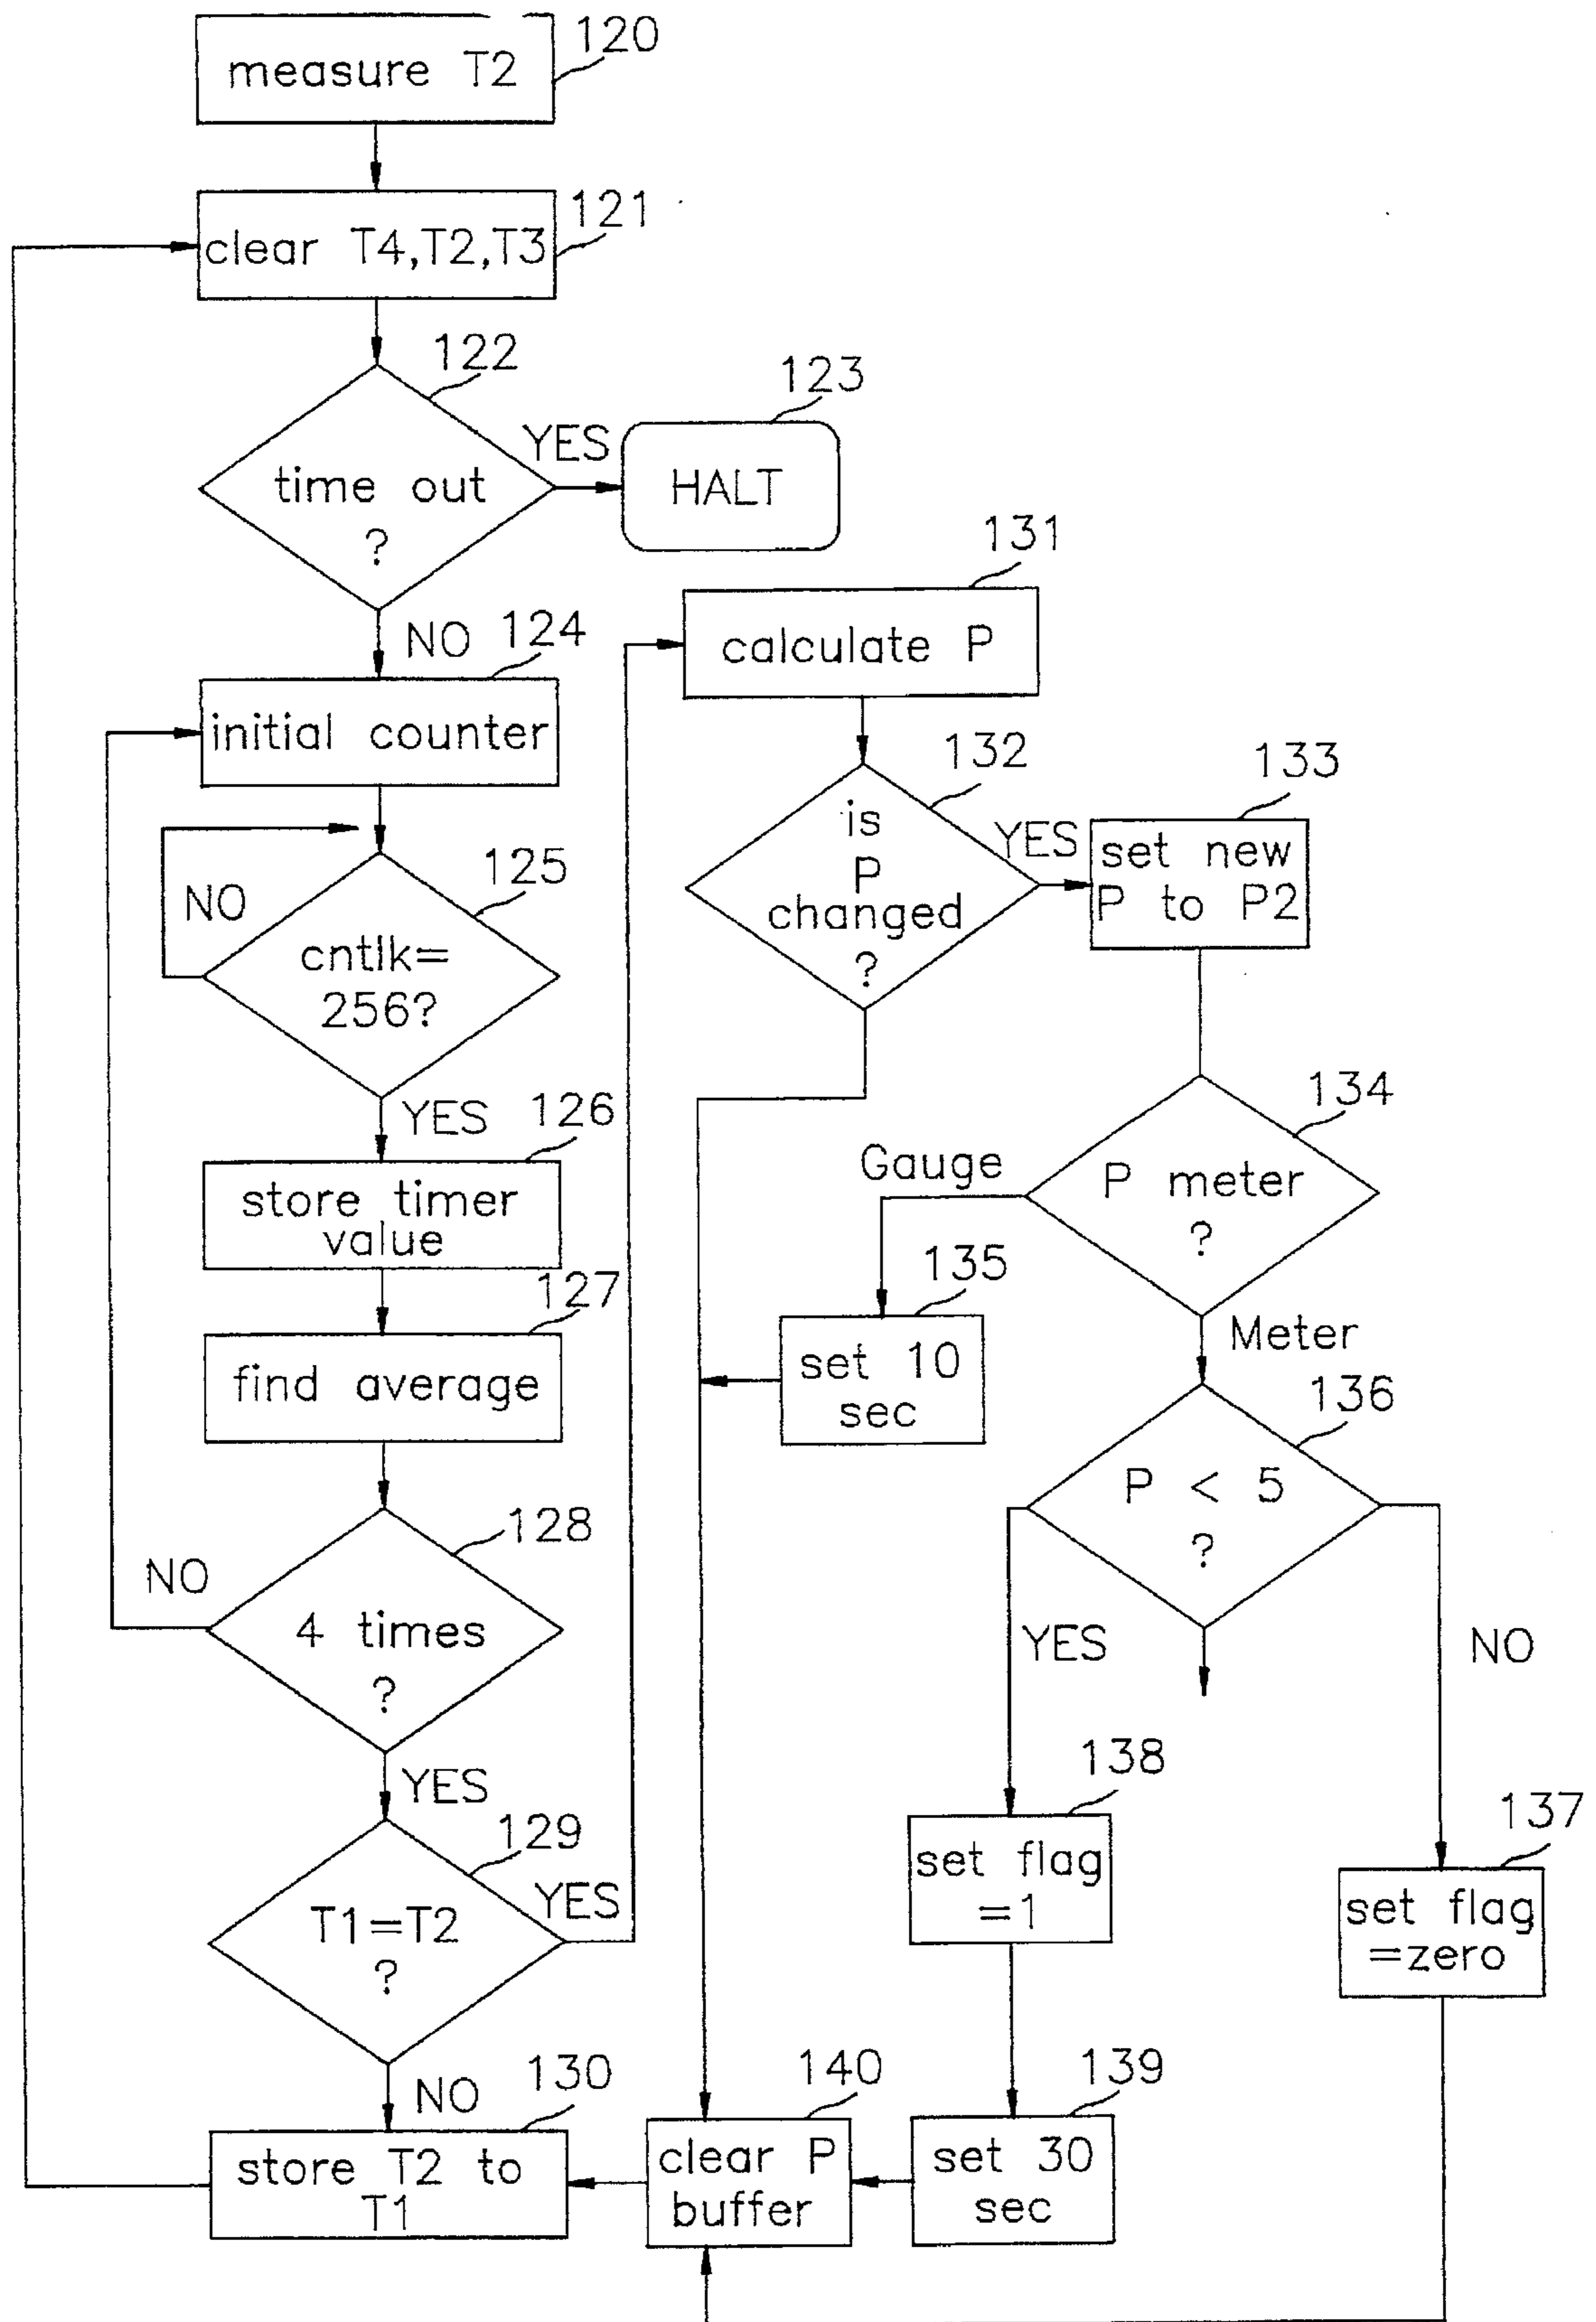 120
measure T2
121
clear T4,T2,T3
122
time out
?
YES
123
HALT
NO
124
initial counter
125
NO
cntlk=
256?
YES
126
store timer
value
127
find average
128
NO
4 times
?
YES
129
T1=T2
?
YES
NO
130
store T2 to
T1
131
calculate P
132
is
P
changed
?
YES
133
set new
P to P2
134
P meter
?
Gauge
135
set 10
sec
Meter
136
P < 5
?
YES
NO
138
set flag
=1
137
set flag
=zero
139
set 30
sec
140
clear P
buffer